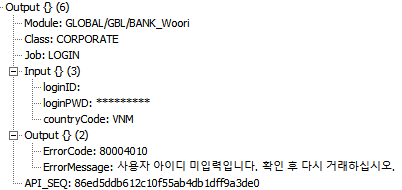 Output {} (6)
Module: GLOBAL/GBL/BANK_Woori
Class: CORPORATE
Job: LOGIN
Input {} (3)
loginID:
loginPWD: *********
countryCode: VNM
Output {} (2)
ErrorCode: 80004010
ErrorMessage: 사용자 아이디 미입력입니다. 확인 후 다시 거래하십시오.
API_SEQ: 86ed5ddb612c10f55ab4db1dff9a3de0